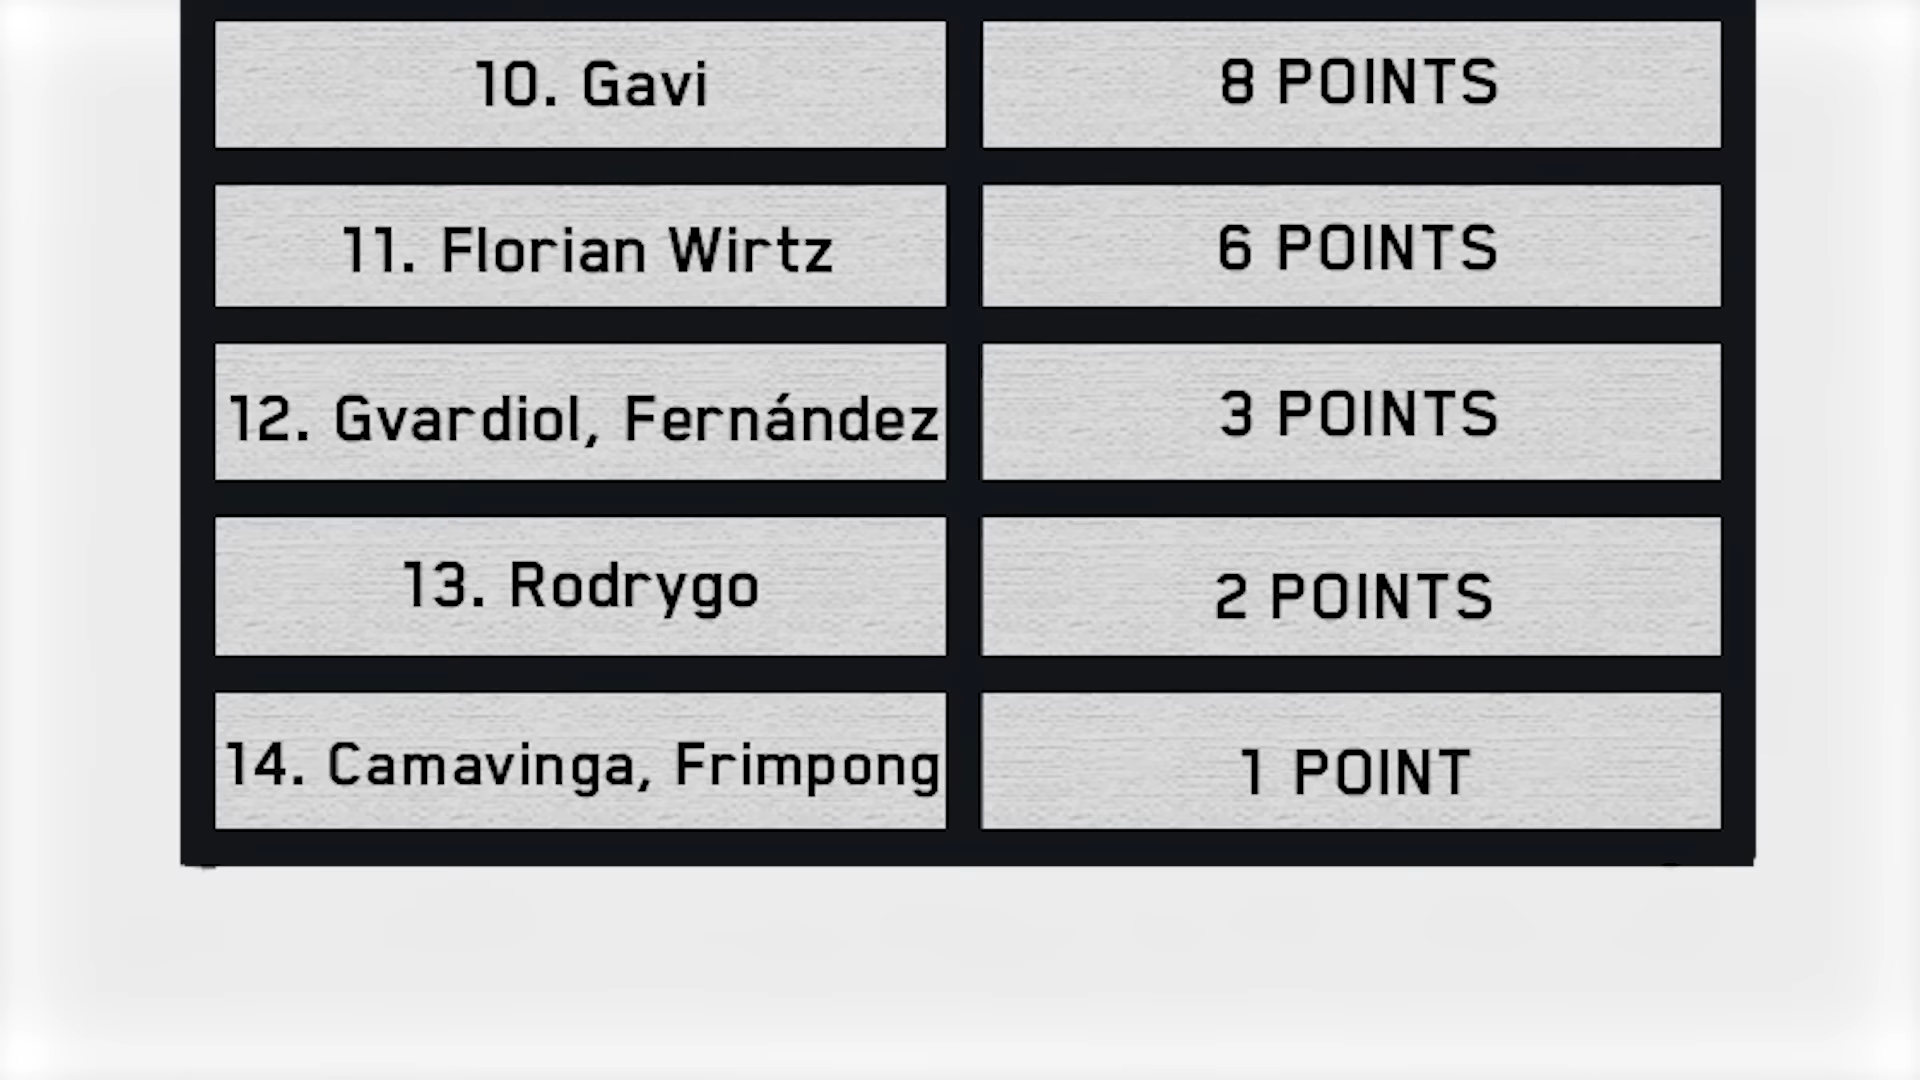 10. Gavi 8 POINTS
11. Florian Wirtz 6 POINTS
12. Gvardiol, Fernández 3 POINTS
13. Rodrygo 2 POINTS
14. Camavinga, Frimpong 1 POINT